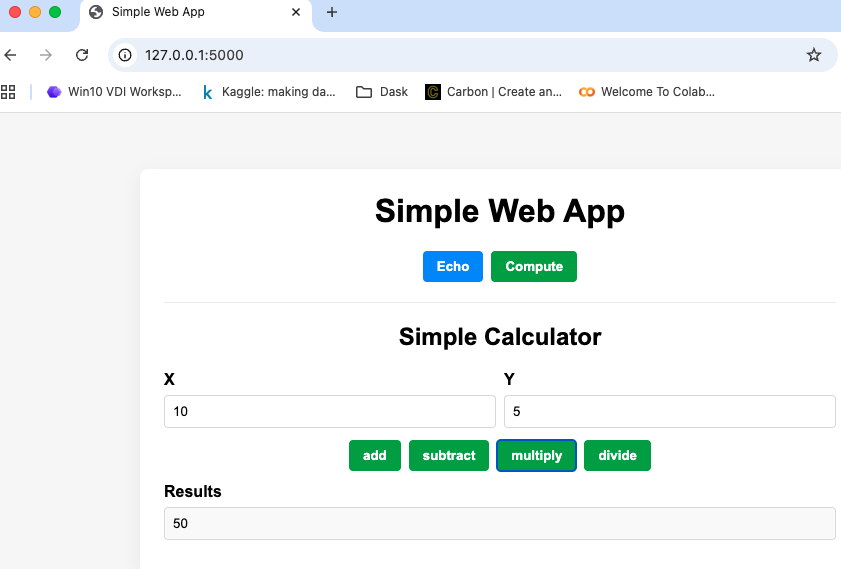 Simple Web App
127.0.0.1:5000
Win10 VDI Worksp... Kaggle: making da... Dask Carbon | Create an... Welcome To Colab...
Simple Web App
Echo Compute
Simple Calculator
X Y
10 5
add subtract multiply divide
Results
50